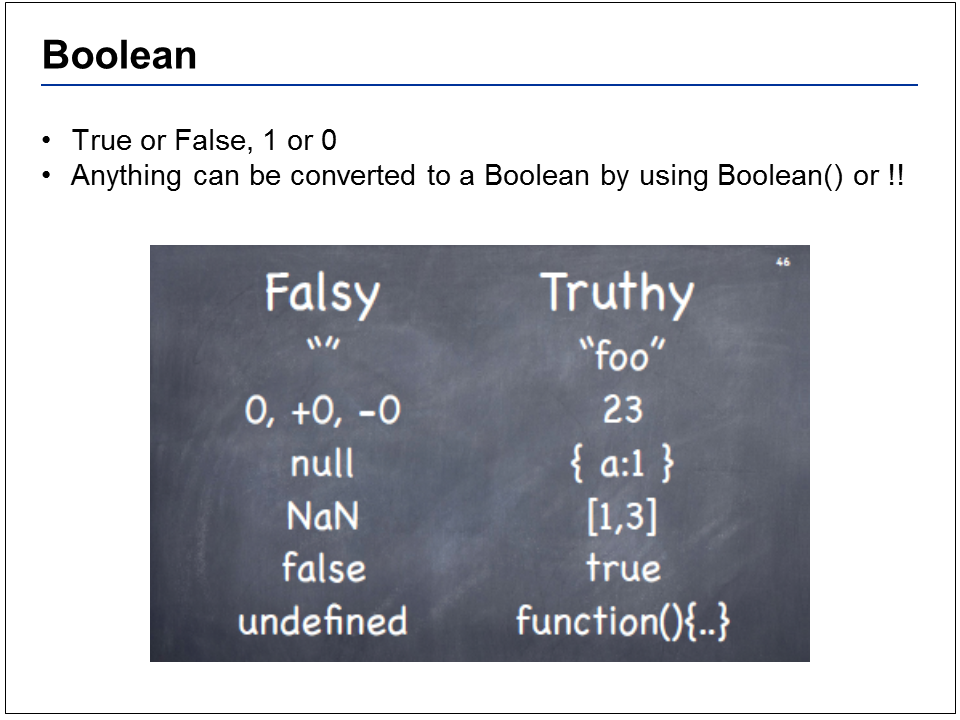 Boolean
• True or False, 1 or 0
• Anything can be converted to a Boolean by using Boolean() or !!
46
Falsy Truthy
“” “foo”
0, +0, -0 23
null { a:1 }
NaN [1,3]
false true
undefined function(){..}